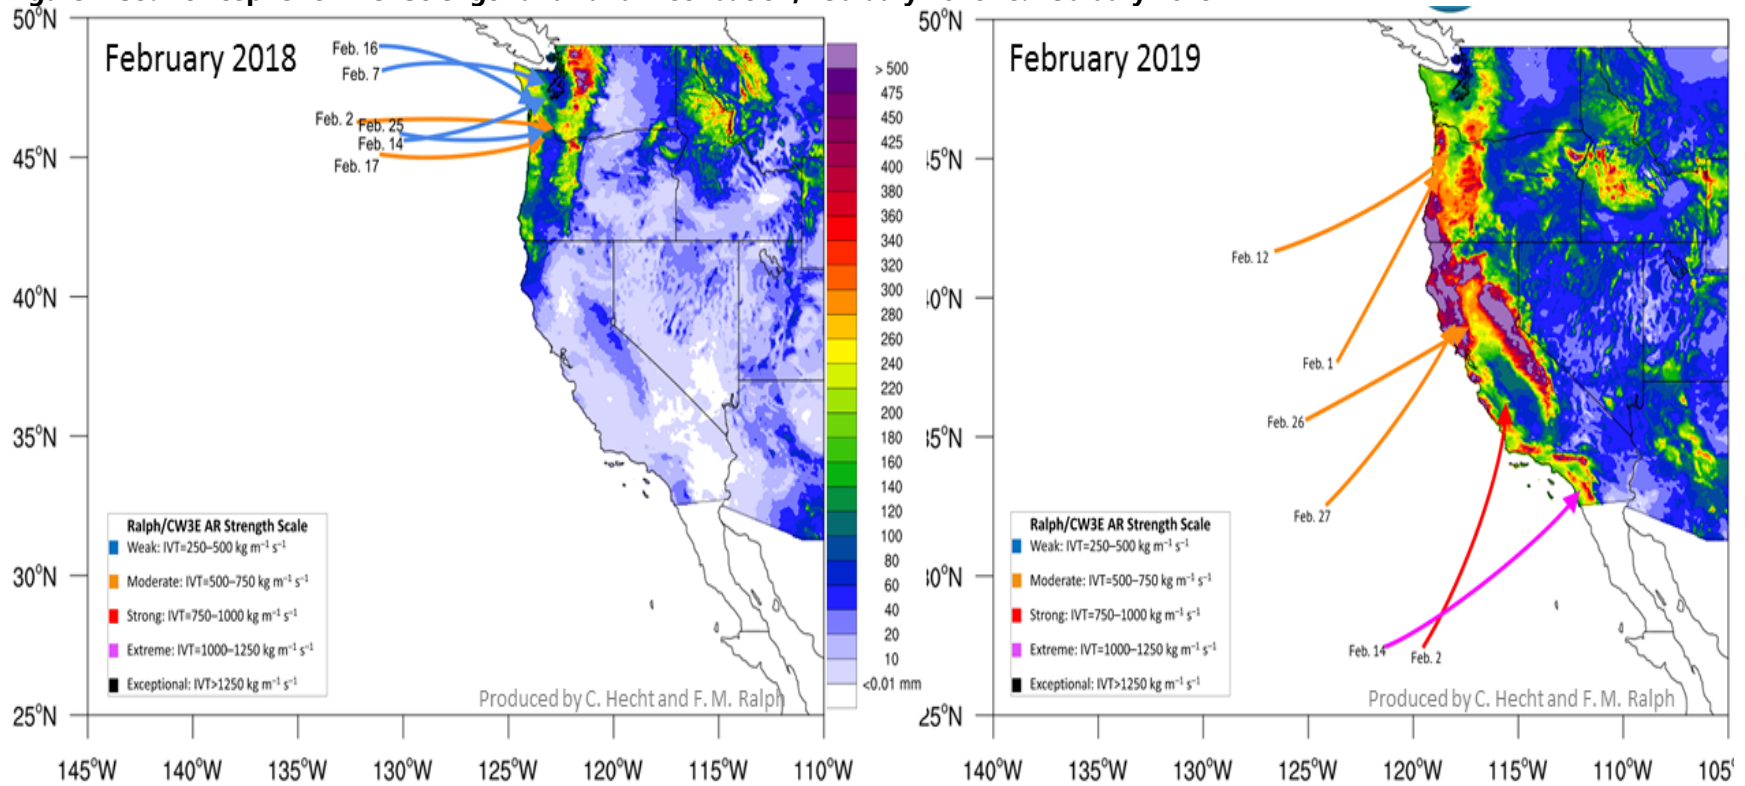 February 2018
Feb. 16
Feb. 7
Feb. 2
Feb. 25
Feb. 14
Feb. 17
50°N
45°N
40°N
35°N
30°N
25°N
145°W 140°W 135°W 130°W 125°W 120°W 115°W 110°W
Ralph/CW3E AR Strength Scale
Weak: IVT=250–500 kg m⁻¹ s⁻¹
Moderate: IVT=500–750 kg m⁻¹ s⁻¹
Strong: IVT=750–1000 kg m⁻¹ s⁻¹
Extreme: IVT=1000–1250 kg m⁻¹ s⁻¹
Exceptional: IVT>1250 kg m⁻¹ s⁻¹
Produced by C. Hecht and F. M. Ralph
> 500
475
450
425
400
380
360
340
320
300
280
260
240
220
200
180
160
140
120
100
80
60
40
20
10
<0.01 mm
February 2019
Feb. 12
Feb. 1
Feb. 26
Feb. 27
Feb. 14
Feb. 2
50°N
45°N
40°N
35°N
30°N
25°N
140°W 135°W 130°W 125°W 120°W 115°W 110°W 105°
Ralph/CW3E AR Strength Scale
Weak: IVT=250–500 kg m⁻¹ s⁻¹
Moderate: IVT=500–750 kg m⁻¹ s⁻¹
Strong: IVT=750–1000 kg m⁻¹ s⁻¹
Extreme: IVT=1000–1250 kg m⁻¹ s⁻¹
Exceptional: IVT>1250 kg m⁻¹ s⁻¹
Produced by C. Hecht and F. M. Ralph